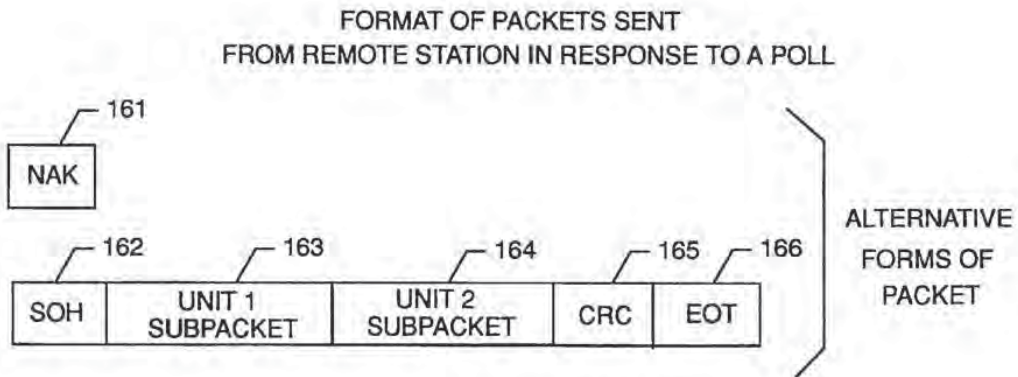 FORMAT OF PACKETS SENT
FROM REMOTE STATION IN RESPONSE TO A POLL
161
NAK
162
163
164
165
166
SOH
UNIT 1
SUBPACKET
UNIT 2
SUBPACKET
CRC
EOT
ALTERNATIVE
FORMS OF
PACKET